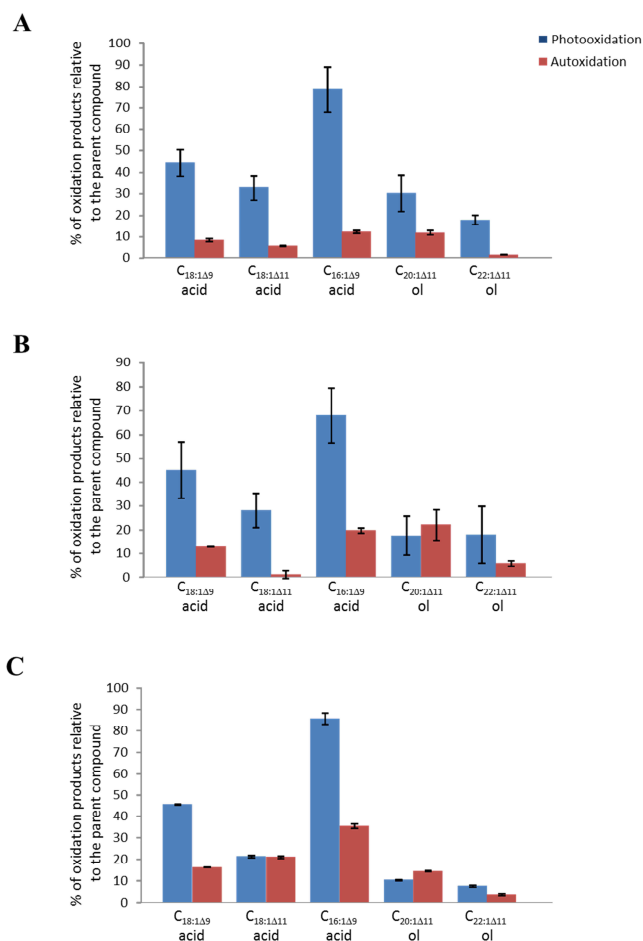 A
Photooxidation
Autoxidation
% of oxidation products relative
to the parent compound
100
90
80
70
60
50
40
30
20
10
0
C18:1Δ9 C18:1Δ11 C16:1Δ9 C20:1Δ11 C22:1Δ11
acid acid acid ol ol
B
% of oxidation products relative
to the parent compound
90
80
70
60
50
40
30
20
10
0
C18:1Δ9 C18:1Δ11 C16:1Δ9 C20:1Δ11 C22:1Δ11
acid acid acid ol ol
C
% of oxidation products relative
to the parent compound
100
90
80
70
60
50
40
30
20
10
0
C18:1Δ9 C18:1Δ11 C16:1Δ9 C20:1Δ11 C22:1Δ11
acid acid acid ol ol